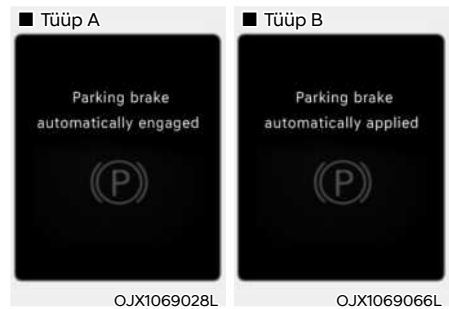 ■ Tüüp A
Parking brake
automatically engaged
(P)
OJX1069028L
■ Tüüp B
Parking brake
automatically applied
(P)
OJX1069066L